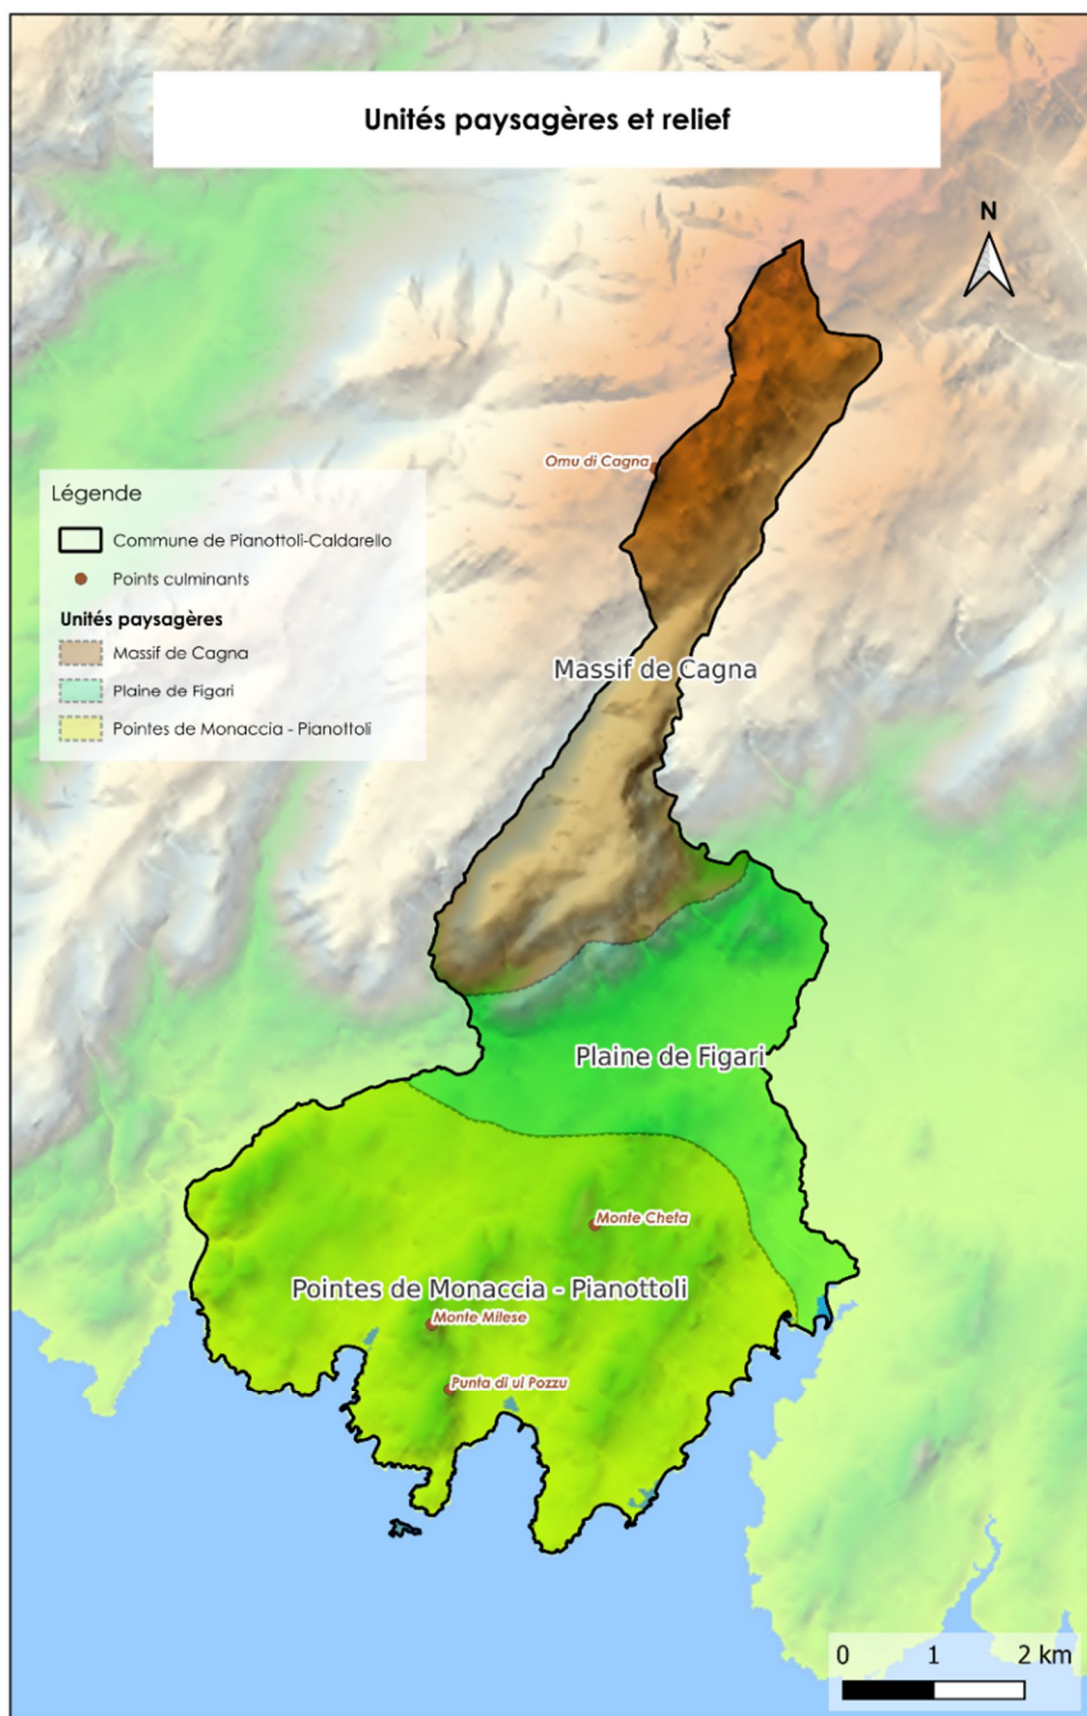 Unités paysagères et relief
N
Omu di Cagna
Légende
Commune de Pianottoli-Caldarello
Points culminants
Unités paysagères
Massif de Cagna
Plaine de Figari
Pointes de Monaccia - Pianottoli
Massif de Cagna
Plaine de Figari
Monte Cheta
Pointes de Monaccia - Pianottoli
Monte Milese
Punta di ui Pozzu
0 1 2 km